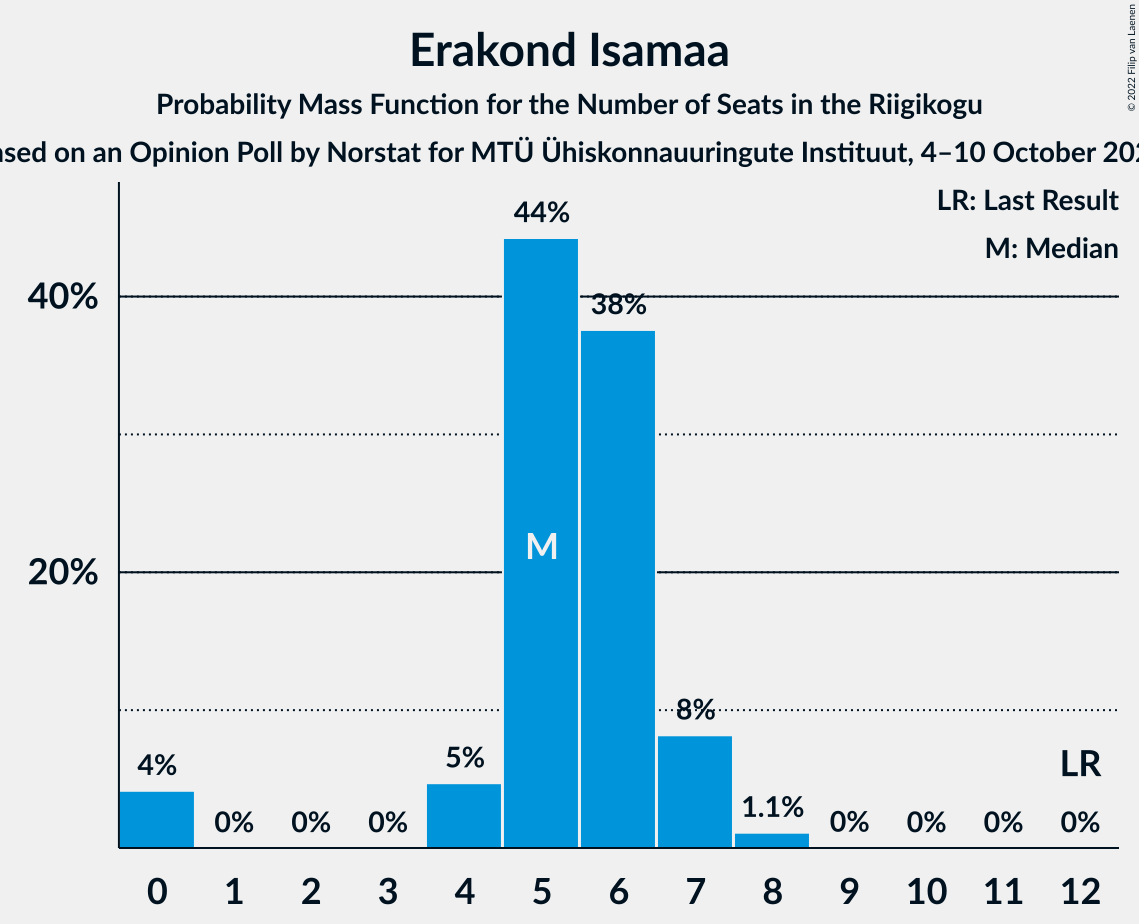 Erakond Isamaa
Probability Mass Function for the Number of Seats in the Riigikogu
on an Opinion Poll by Norstat for MTÜ Ühiskonnauuringute Instituut, 4–10 October
© 2022 Filip van Laenen
LR: Last Result
M: Median
44%
40%
38%
M
20%
8%
LR
4% 5%
0% 0% 0% 1.1% 0% 0% 0% 0%
0 1 2 3 4 5 6 7 8 9 10 11 12